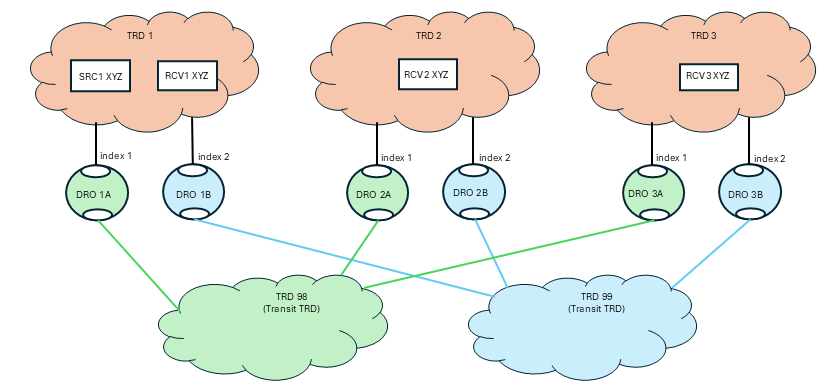 TRD 1
TRD 2
TRD 3
SRC1 XYZ
RCV1 XYZ
RCV2 XYZ
RCV3 XYZ
index 1
index 2
index 1
index 2
index 1
index 2
DRO 1A
DRO 1B
DRO 2A
DRO 2B
DRO 3A
DRO 3B
TRD 98
(Transit TRD)
TRD 99
(Transit TRD)